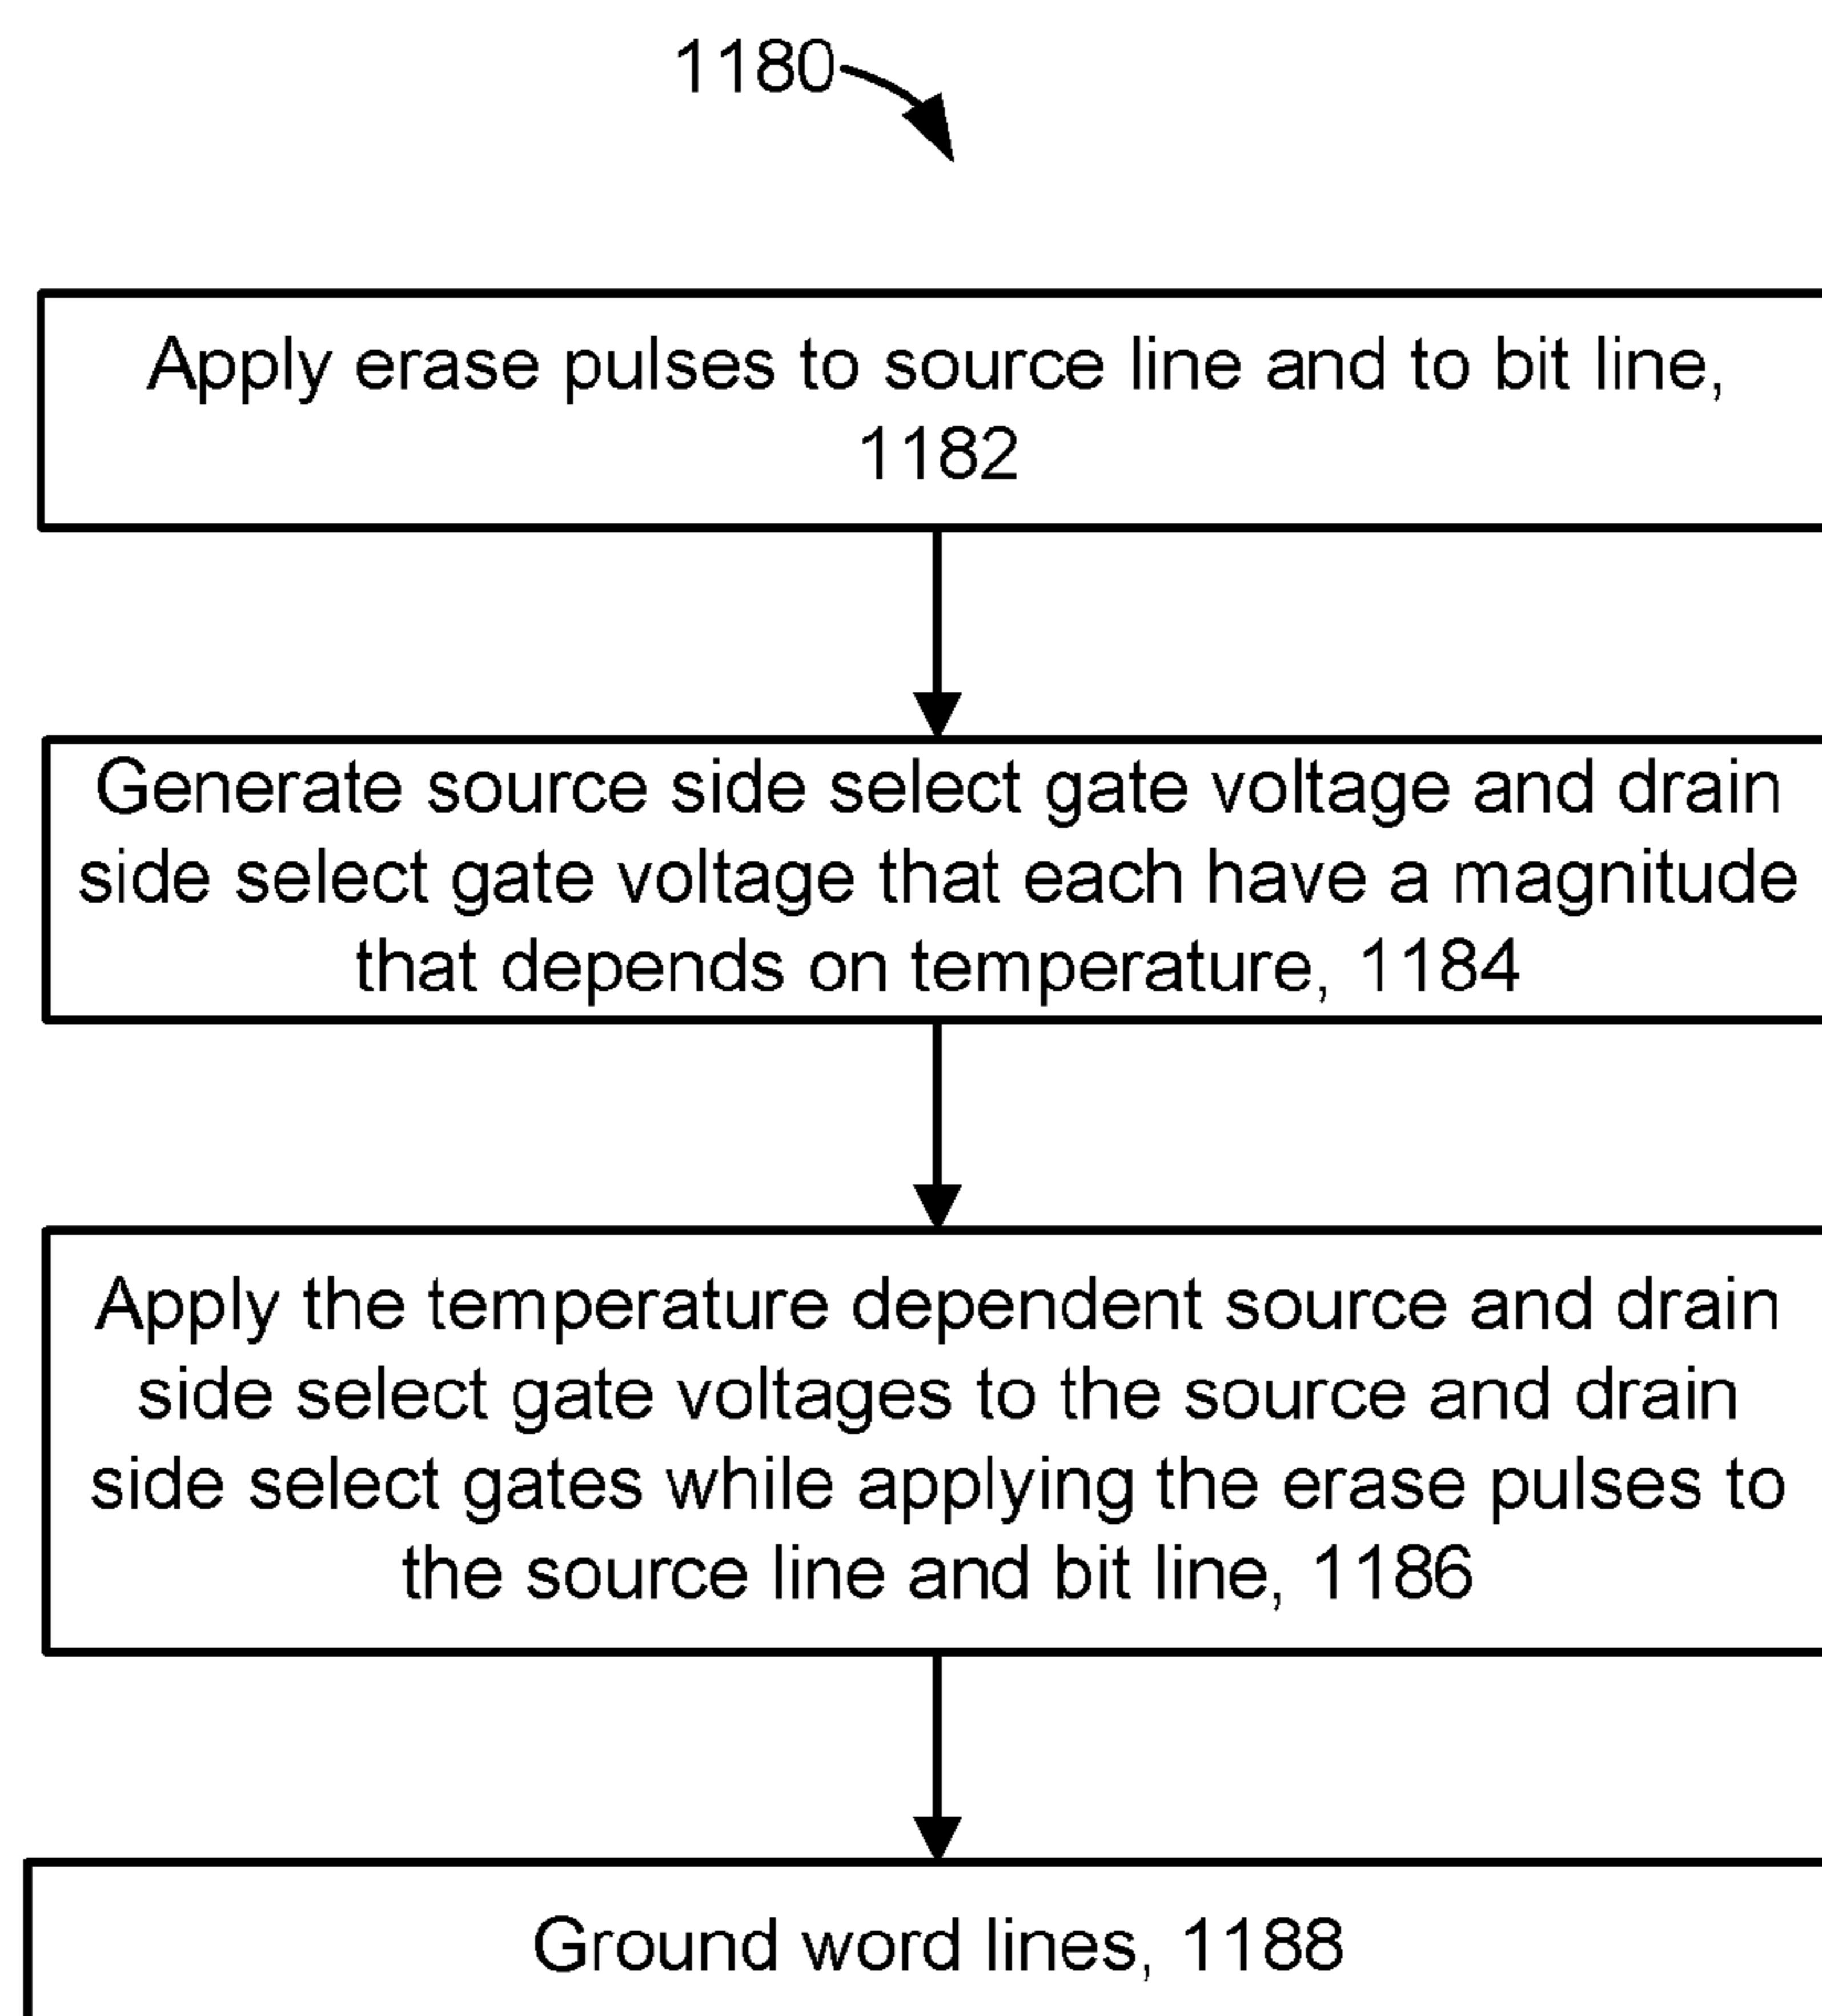 1180
Apply erase pulses to source line and to bit line,
1182
Generate source side select gate voltage and drain
side select gate voltage that each have a magnitude
that depends on temperature, 1184
Apply the temperature dependent source and drain
side select gate voltages to the source and drain
side select gates while applying the erase pulses to
the source line and bit line, 1186
Ground word lines, 1188